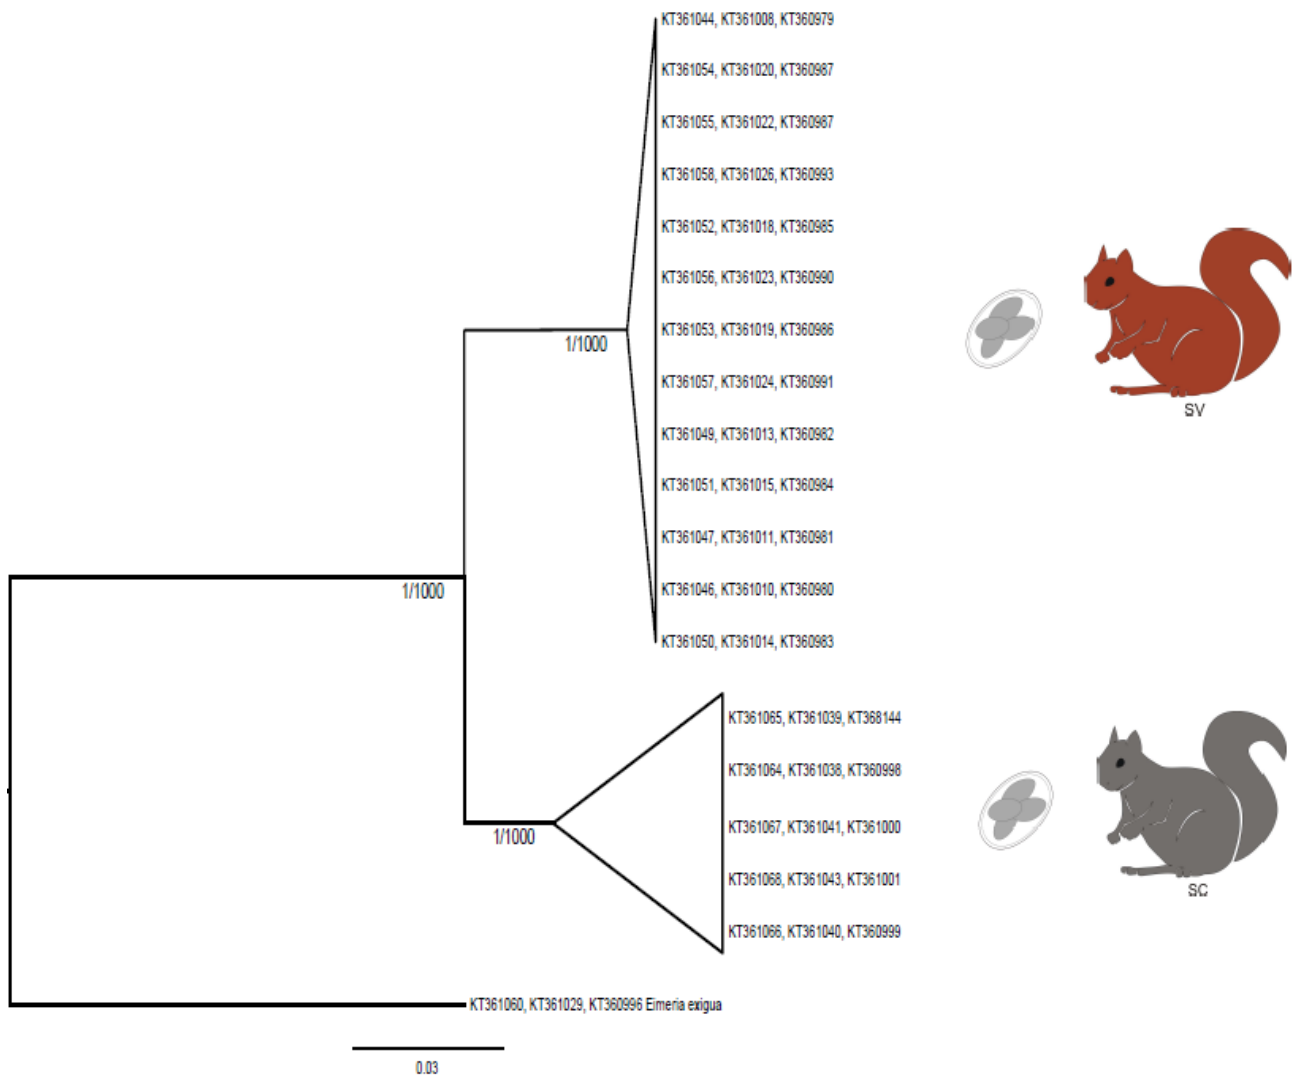 KT361044, KT361008, KT360979
KT361054, KT361020, KT360987
KT361055, KT361022, KT360987
KT361058, KT361026, KT360993
KT361052, KT361018, KT360985
KT361056, KT361023, KT360990
KT361053, KT361019, KT360986
1/1000
KT361057, KT361024, KT360991
SV
KT361049, KT361013, KT360982
KT361051, KT361015, KT360984
KT361047, KT361011, KT360981
1/1000
KT361046, KT361010, KT360980
KT361050, KT361014, KT360983
KT361065, KT361039, KT368144
KT361064, KT361038, KT360998
KT361067, KT361041, KT361000
1/1000
KT361068, KT361043, KT361001
SC
KT361066, KT361040, KT360999
KT361060, KT361029, KT360996 Eimeria exigua
0.03